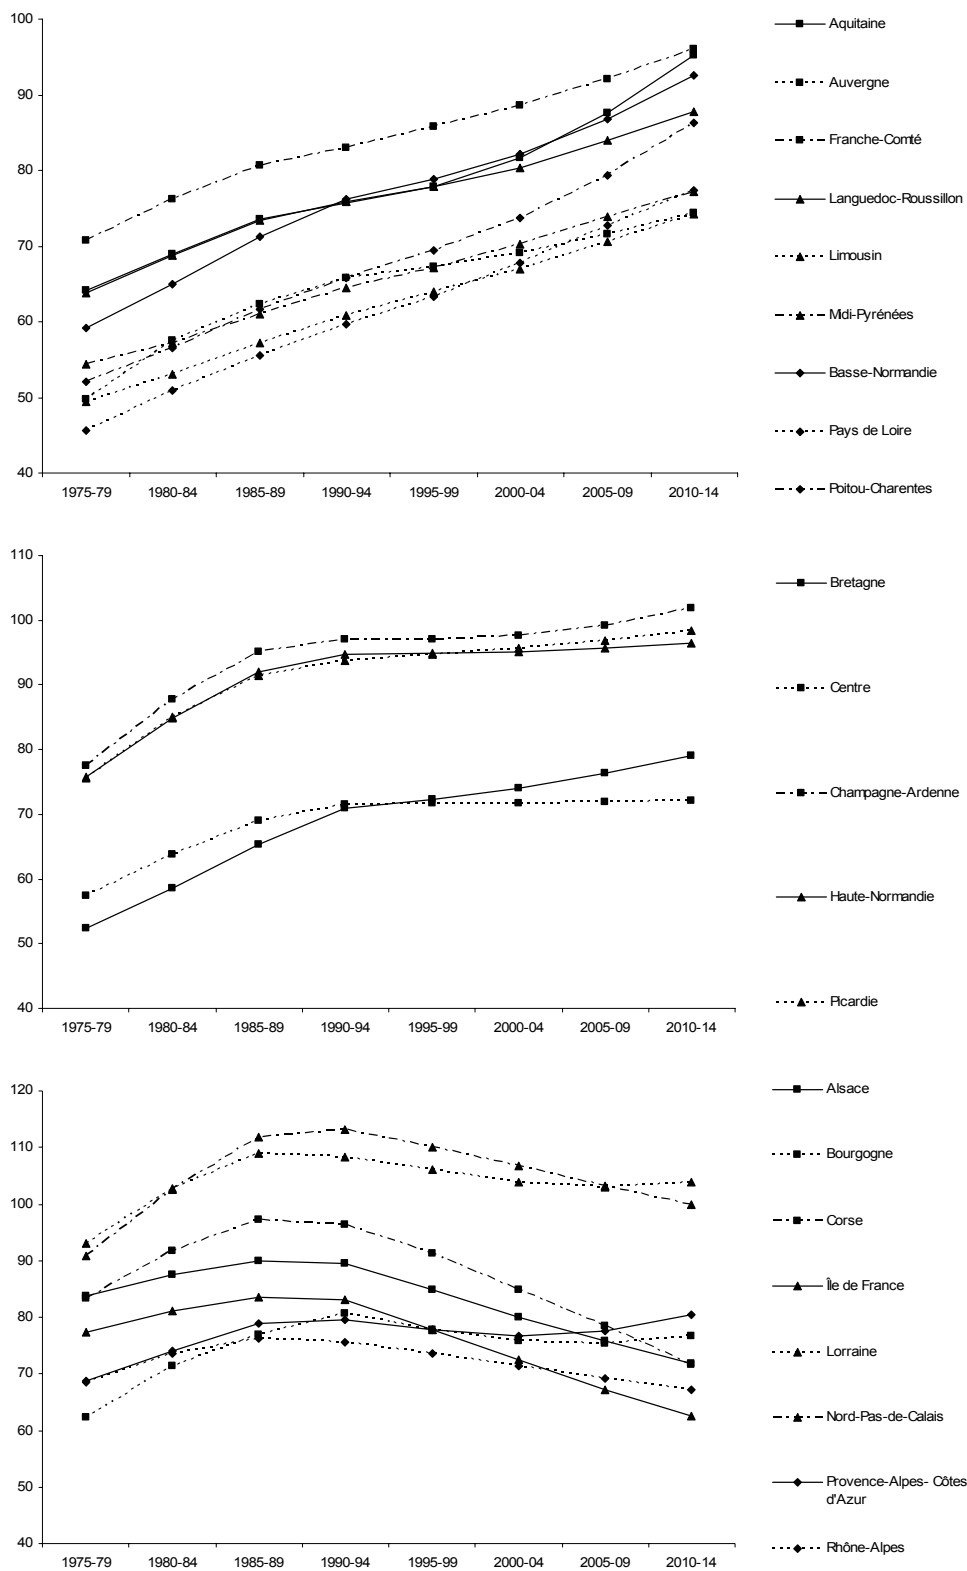 100
90
80
70
60
50
40
1975-79 1980-84 1985-89 1990-94 1995-99 2000-04 2005-09 2010-14
Aquitaine
Auvergne
Franche-Comté
Languedoc-Roussillon
Limousin
Midi-Pyrénées
Basse-Normandie
Pays de Loire
Poitou-Charentes
110
100
90
80
70
60
50
40
1975-79 1980-84 1985-89 1990-94 1995-99 2000-04 2005-09 2010-14
Bretagne
Centre
Champagne-Ardenne
Haute-Normandie
Picardie
120
110
100
90
80
70
60
50
40
1975-79 1980-84 1985-89 1990-94 1995-99 2000-04 2005-09 2010-14
Alsace
Bourgogne
Corse
Île de France
Lorraine
Nord-Pas-de-Calais
Provence-Alpes- Côtes
d'Azur
Rhône-Alpes